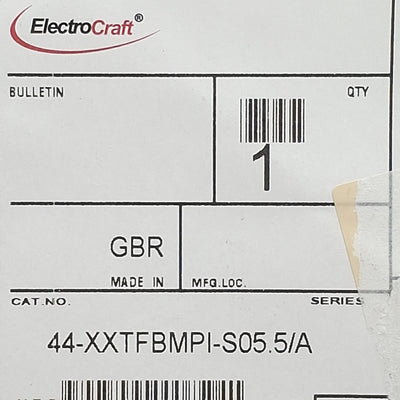 ElectroCraft®
BULLETIN QTY
1
GBR
MADE IN MFG.LOC.
CAT.NO. SERIES
44-XXTFBMPI-S05.5/A